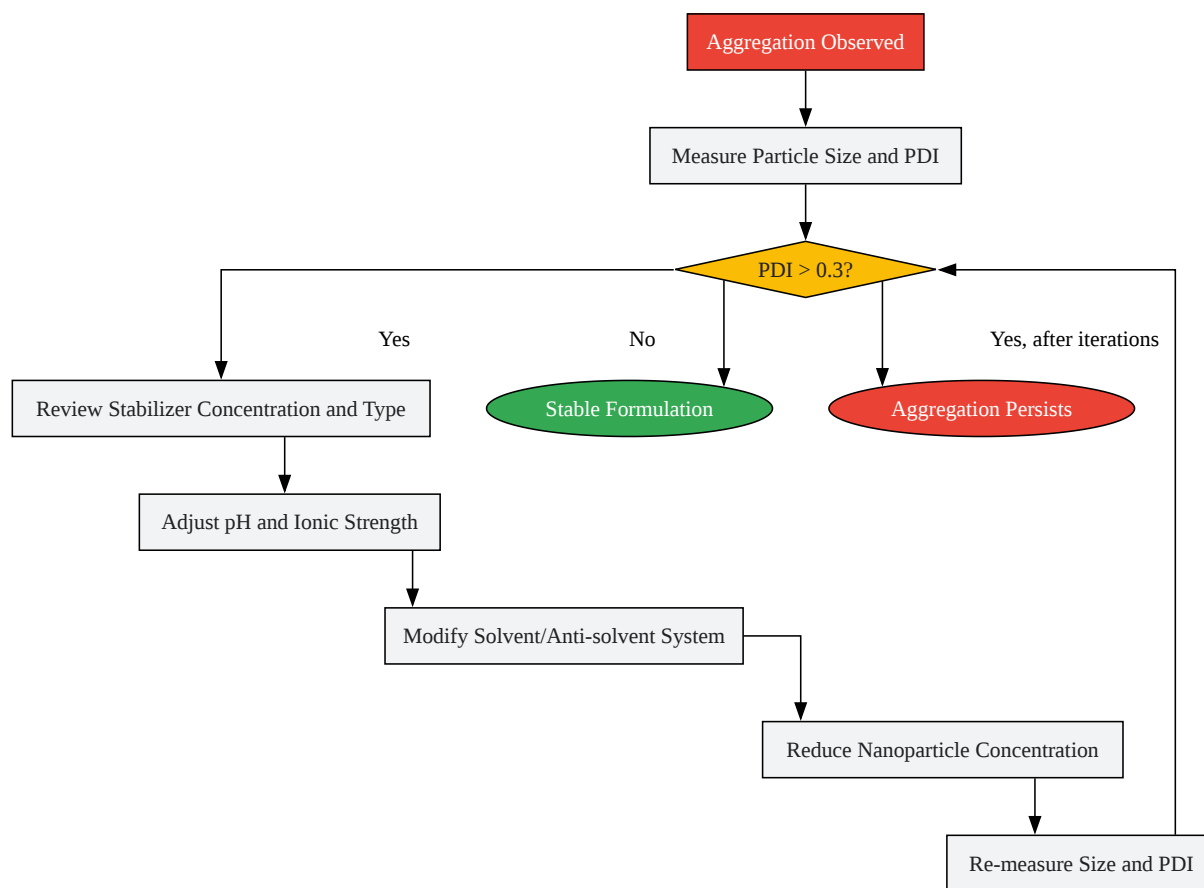 Aggregation Observed
Measure Particle Size and PDI
PDI > 0.3?
Yes
No
Yes, after iterations
Review Stabilizer Concentration and Type
Stable Formulation
Aggregation Persists
Adjust pH and Ionic Strength
Modify Solvent/Anti-solvent System
Reduce Nanoparticle Concentration
Re-measure Size and PDI